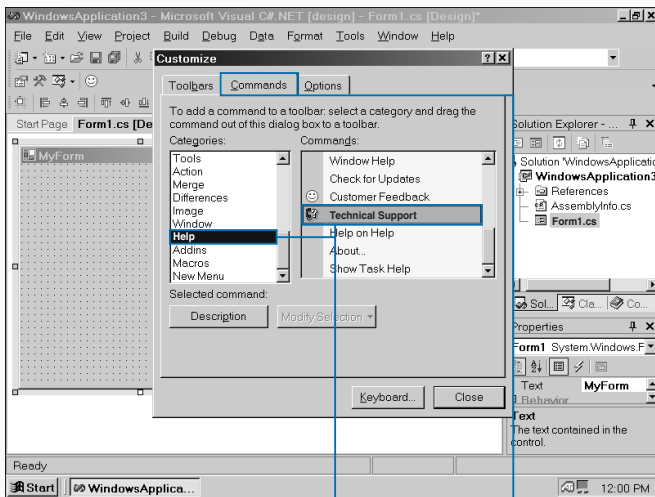 WindowsApplication3 - Microsoft Visual C#.NET [design] - Form1.cs [Design]*
File Edit View Project Build Debug Data Format Tools Window Help
Customize
Toolbars Commands Options
To add a command to a toolbar: select a category and drag the
command out of this dialog box to a toolbar.
Categories:
Tools
Action
Merge
Differences
Image
Window
Help
Addins
Macros
New Menu
Commands:
Window Help
Check for Updates
Customer Feedback
Technical Support
Help on Help
About...
Show Task Help
Selected command:
Description Modify Selection
Keyboard... Close
Start Page Form1.cs [De
MyForm
Solution Explorer - ...
Solution 'WindowsApplicatio
WindowsApplication3
References
AssemblyInfo.cs
Form1.cs
Sol... Cla... Co...
Properties
Form1 System.Windows.F
Text MyForm
Behavior
Text
The text contained in the
control.
Ready
Start WindowsApplica... 12:00 PM